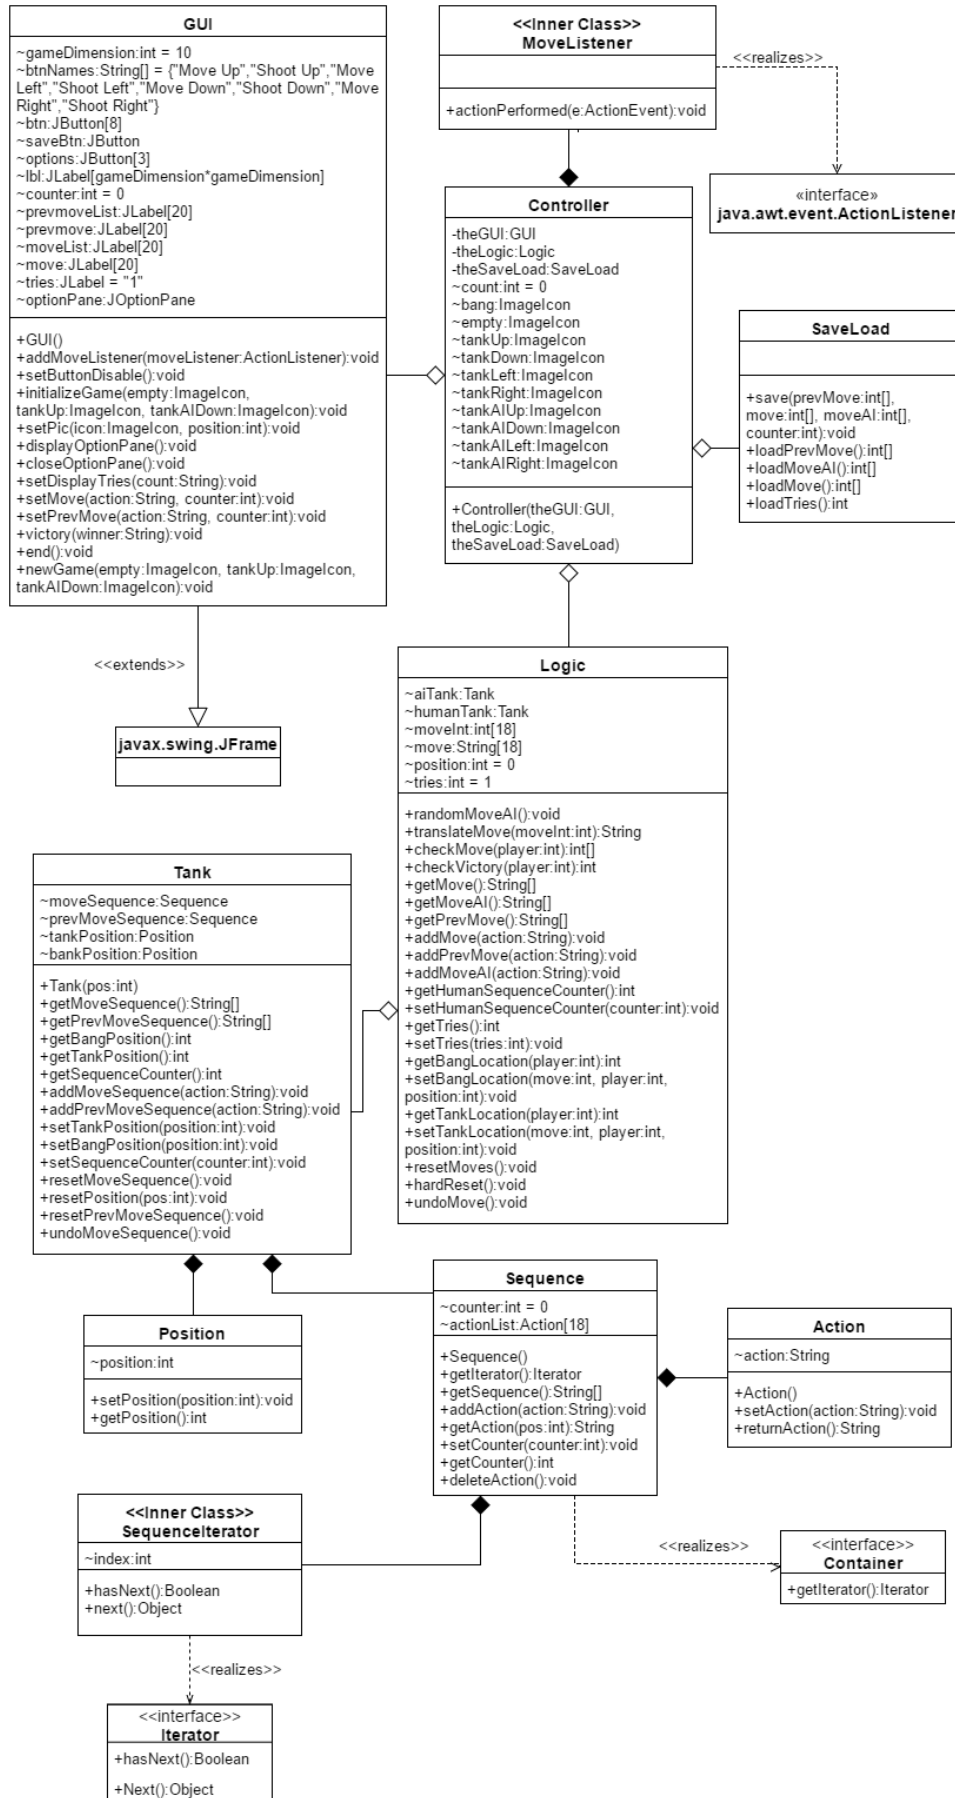 GUI
~gameDimension:int = 10
~btnNames:String[] = {"Move Up","Shoot Up","Move
Left","Shoot Left","Move Down","Shoot Down","Move
Right","Shoot Right"}
~btn:JButton[8]
~saveBtn:JButton
~options:JButton[3]
~lbl:JLabel[gameDimension*gameDimension]
~counter:int = 0
~prevmoveList:JLabel[20]
~prevmove:JLabel[20]
~moveList:JLabel[20]
~move:JLabel[20]
~tries:JLabel = "1"
~optionPane:JOptionPane
+GUI()
+addMoveListener(moveListener:ActionListener):void
+setButtonDisable():void
+initializeGame(empty:ImageIcon,
tankUp:ImageIcon, tankAIDown:ImageIcon):void
+setPic(icon:ImageIcon, position:int):void
+displayOptionPane():void
+closeOptionPane():void
+setDisplayTries(count:String):void
+setMove(action:String, counter:int):void
+setPrevMove(action:String, counter:int):void
+victory(winner:String):void
+end():void
+newGame(empty:ImageIcon, tankUp:ImageIcon,
tankAIDown:ImageIcon):void
<<Inner Class>>
MoveListener
+actionPerformed(e:ActionEvent):void
<<realizes>>
«interface»
java.awt.event.ActionListener
Controller
-theGUI:GUI
-theLogic:Logic
-theSaveLoad:SaveLoad
~count:int = 0
~bang:ImageIcon
~empty:ImageIcon
~tankUp:ImageIcon
~tankDown:ImageIcon
~tankLeft:ImageIcon
~tankRight:ImageIcon
~tankAIUp:ImageIcon
~tankAIDown:ImageIcon
~tankAILeft:ImageIcon
~tankAIRight:ImageIcon
+Controller(theGUI:GUI,
theLogic:Logic,
theSaveLoad:SaveLoad)
SaveLoad
+save(prevMove:int[],
move:int[], moveAI:int[],
counter:int):void
+loadPrevMove():int[]
+loadMoveAI():int[]
+loadMove():int[]
+loadTries():int
<<extends>>
javax.swing.JFrame
Logic
~aiTank:Tank
~humanTank:Tank
~moveInt:int[18]
~move:String[18]
~position:int = 0
~tries:int = 1
+randomMoveAI():void
+translateMove(moveInt:int):String
+checkMove(player:int):int[]
+checkVictory(player:int):int
+getMove():String[]
+getMoveAI():String[]
+getPrevMove():String[]
+addMove(action:String):void
+addPrevMove(action:String):void
+addMoveAI(action:String):void
+getHumanSequenceCounter():int
+setHumanSequenceCounter(counter:int):void
+getTries():int
+setTries(tries:int):void
+getBangLocation(player:int):int
+setBangLocation(move:int, player:int,
position:int):void
+getTankLocation(player:int):int
+setTankLocation(move:int, player:int,
position:int):void
+resetMoves():void
+hardReset():void
+undoMove():void
Tank
~moveSequence:Sequence
~prevMoveSequence:Sequence
~tankPosition:Position
~bankPosition:Position
+Tank(pos:int)
+getMoveSequence():String[]
+getPrevMoveSequence():String[]
+getBangPosition():int
+getTankPosition():int
+getSequenceCounter():int
+addMoveSequence(action:String):void
+addPrevMoveSequence(action:String):void
+setTankPosition(position:int):void
+setBangPosition(position:int):void
+setSequenceCounter(counter:int):void
+resetMoveSequence():void
+resetPosition(pos:int):void
+resetPrevMoveSequence():void
+undoMoveSequence():void
Position
~position:int
+setPosition(position:int):void
+getPosition():int
Sequence
~counter:int = 0
~actionList:Action[18]
+Sequence()
+getIterator():Iterator
+getSequence():String[]
+addAction(action:String):void
+getAction(pos:int):String
+setCounter(counter:int):void
+getCounter():int
+deleteAction():void
Action
~action:String
+Action()
+setAction(action:String):void
+returnAction():String
<<Inner Class>>
SequenceIterator
~index:int
+hasNext():Boolean
+next():Object
<<realizes>>
<<interface>>
Container
+getIterator():Iterator
<<realizes>>
<<interface>>
Iterator
+hasNext():Boolean
+Next():Object